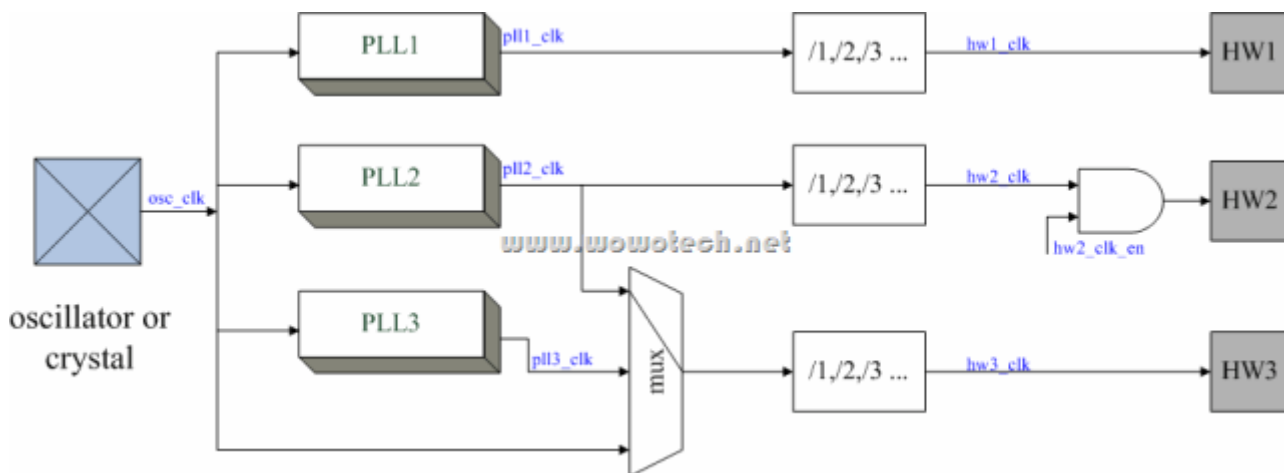 PLL1
pll1_clk
/1,/2,/3 ...
hw1_clk
HW1
osc_clk
PLL2
pll2_clk
/1,/2,/3 ...
hw2_clk
hw2_clk_en
HW2
www.wowotech.net
oscillator or
crystal
PLL3
pll3_clk
mux
/1,/2,/3 ...
hw3_clk
HW3